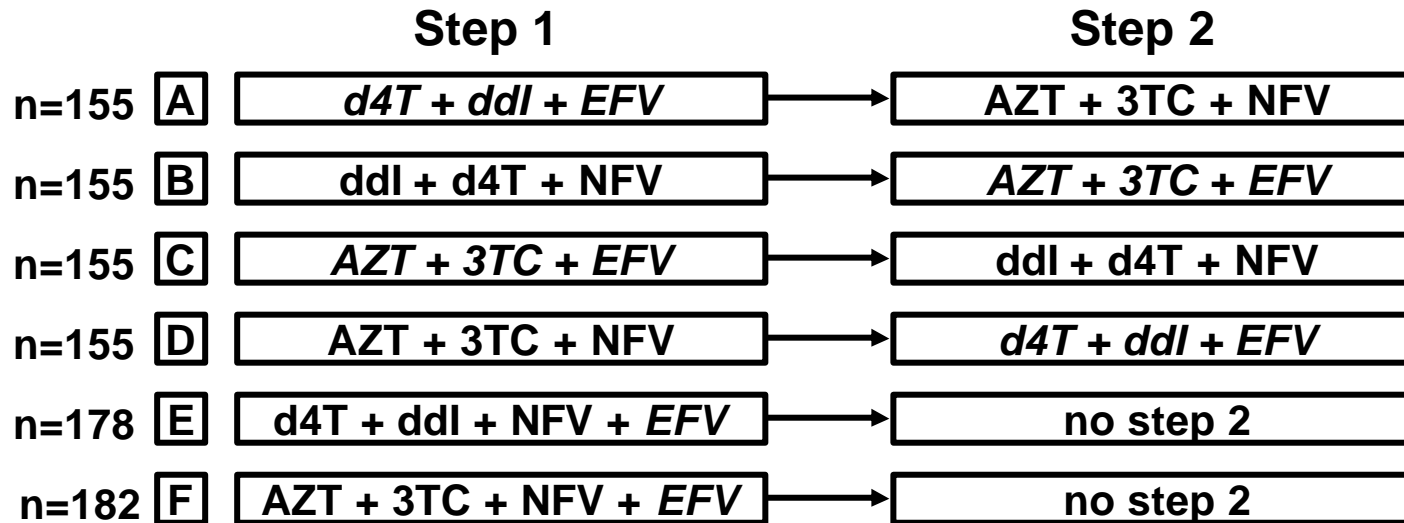 Step 1 Step 2
n=155 A d4T + ddI + EFV AZT + 3TC + NFV
n=155 B ddI + d4T + NFV AZT + 3TC + EFV
n=155 C AZT + 3TC + EFV ddI + d4T + NFV
n=155 D AZT + 3TC + NFV d4T + ddI + EFV
n=178 E d4T + ddI + NFV + EFV no step 2
n=182 F AZT + 3TC + NFV + EFV no step 2